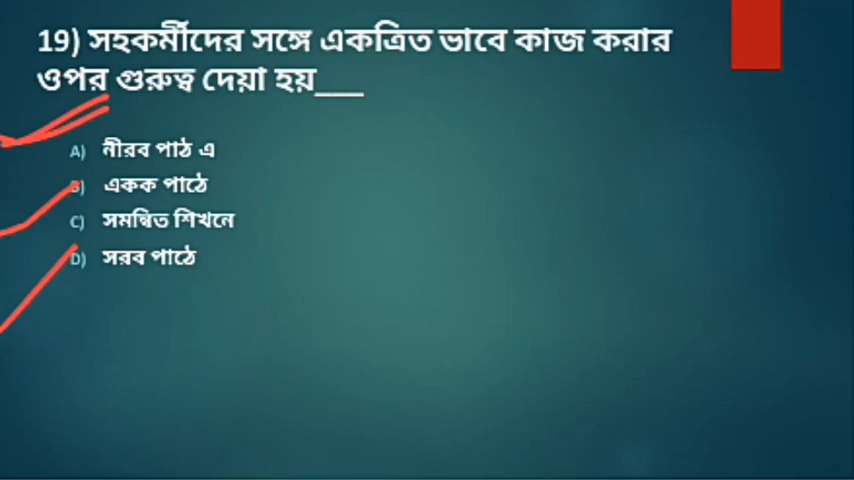 19) সহকর্মীদের সঙ্গে একত্রিত ভাবে কাজ করার
ওপর গুরুত্ব দেয়া হয়___
A) নীরব পাঠ এ
B) একক পাঠে
C) সমন্বিত শিখনে
D) সরব পাঠে